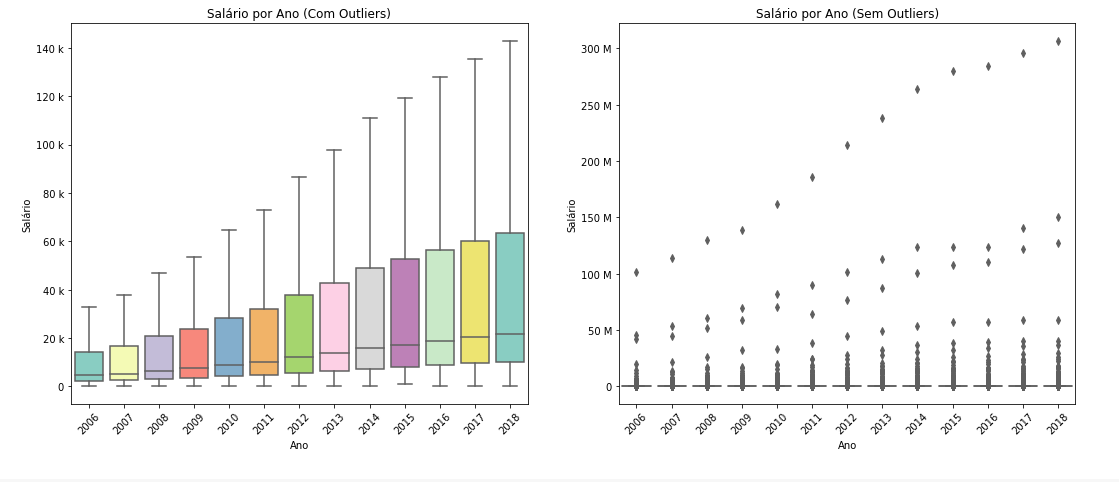 Salário por Ano (Com Outliers)
140 k
120 k
100 k
80 k
60 k
40 k
20 k
0
Salário
2006
2007
2008
2009
2010
2011
2012
2013
2014
2015
2016
2017
2018
Ano
Salário por Ano (Sem Outliers)
300 M
250 M
200 M
150 M
100 M
50 M
0
Salário
2006
2007
2008
2009
2010
2011
2012
2013
2014
2015
2016
2017
2018
Ano